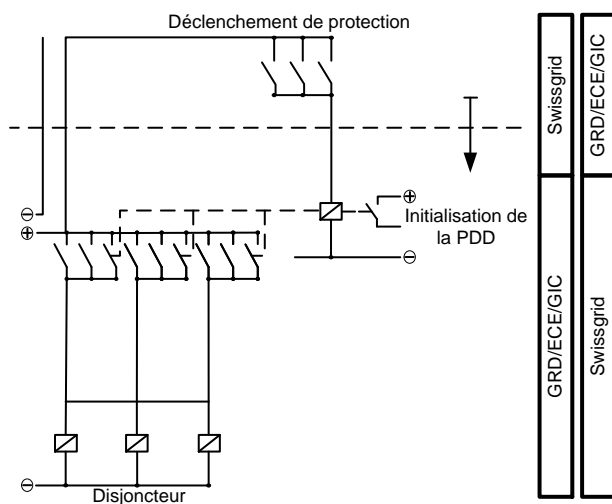 Déclenchement de protection
Swissgrid
GRD/ECE/GIC
Initialisation de
la PDD
GRD/ECE/GIC
Swissgrid
Disjoncteur